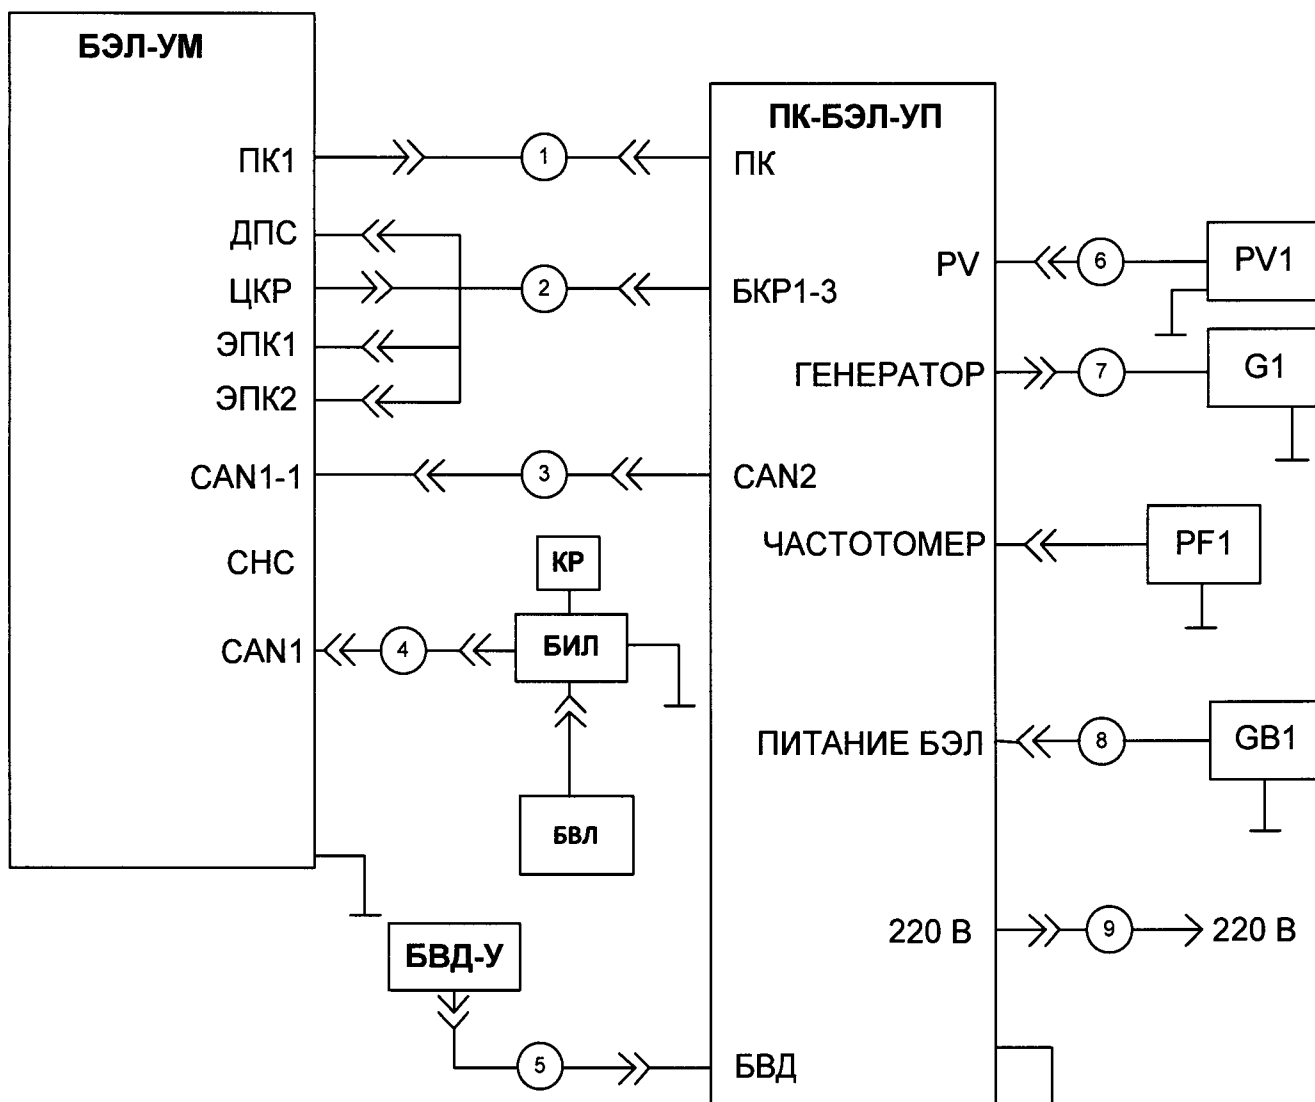 БЭЛ-УМ
ПК1
ДПС
ЦКР
ЭПК1
ЭПК2
CAN1-1
СНС
CAN1
1
2
3
4
КР
БИЛ
БВЛ
БВД-У
5
ПК-БЭЛ-УП
ПК
БКР1-3
CAN2
БВД
PV
ГЕНЕРАТОР
ЧАСТОТОМЕР
ПИТАНИЕ БЭЛ
220 В
6
PV1
7
G1
PF1
8
GB1
9
220 В